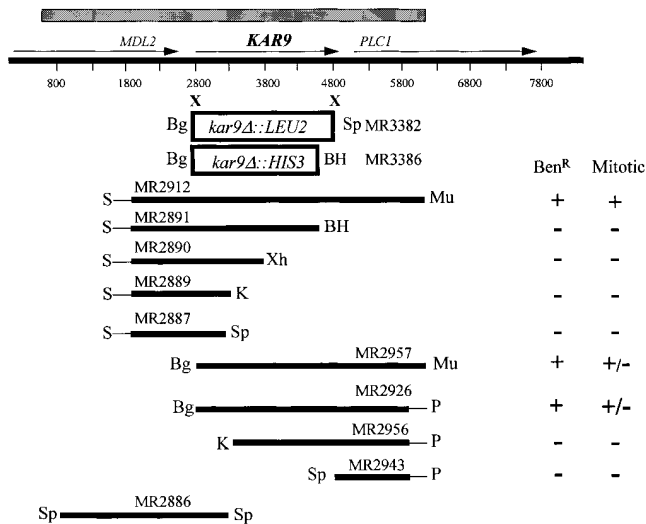 MDL2 KAR9 PLC1
800 1800 2800 3800 4800 5800 6800 7800
X X
Bg kar9Δ::LEU2 Sp MR3382
Bg kar9Δ::HIS3 BH MR3386
Ben^R Mitotic
S MR2912 Mu + +
S MR2891 BH - -
S MR2890 Xh - -
S MR2889 K - -
S MR2887 Sp - -
Bg MR2957 Mu + +/-
Bg MR2926 P + +/-
K MR2956 P - -
Sp MR2943 P - -
Sp MR2886 Sp